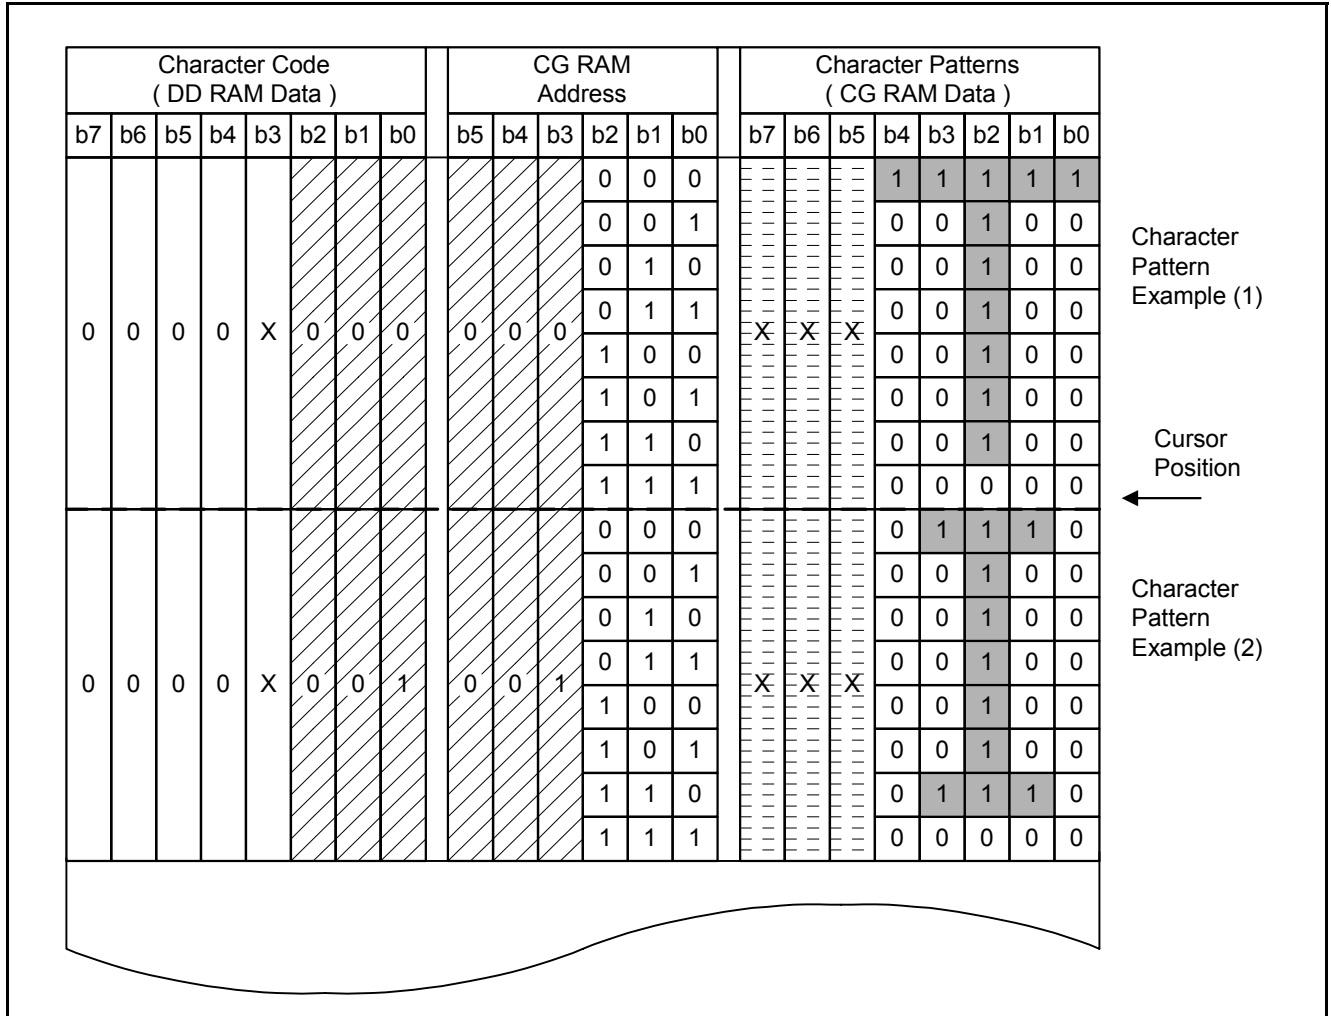 Character Code
( DD RAM Data )
CG RAM
Address
Character Patterns
( CG RAM Data )
b7 b6 b5 b4 b3 b2 b1 b0 b5 b4 b3 b2 b1 b0 b7 b6 b5 b4 b3 b2 b1 b0
0 0 0 1 1 1 1 1
0 0 1 0 0 1 0 0
0 1 0 0 0 1 0 0
0 1 1 0 0 1 0 0
0 0 0 0 X 0 0 0 0 0 0 X X X
1 0 0 0 0 1 0 0
1 0 1 0 0 1 0 0
1 1 0 0 0 1 0 0
1 1 1 0 0 0 0 0
Character
Pattern
Example (1)
Cursor
Position
0 0 0 0 1 1 1 0
0 0 1 0 0 1 0 0
0 1 0 0 0 1 0 0
0 1 1 0 0 1 0 0
0 0 0 0 X 0 0 1 0 0 1 X X X
1 0 0 0 0 1 0 0
1 0 1 0 0 1 0 0
1 1 0 0 1 1 1 0
1 1 1 0 0 0 0 0
Character
Pattern
Example (2)